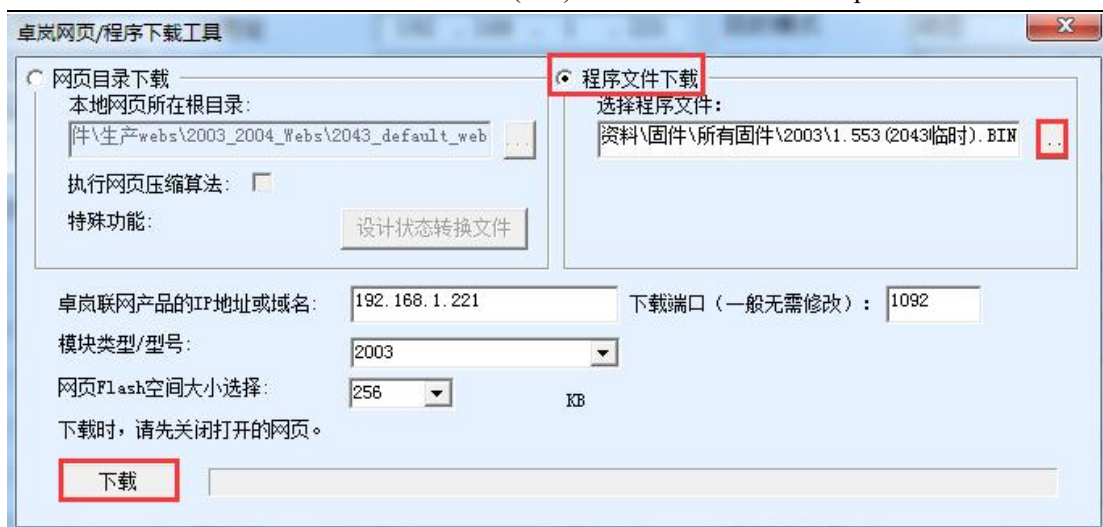 卓岚网页/程序下载工具
网页目录下载
本地网页所在根目录:
件\生产webs\2003_2004_Webs\2043_default_web
...
执行网页压缩算法:
特殊功能:
设计状态转换文件
程序文件下载
选择程序文件:
资料\固件\所有固件\2003\1.553(2043临时).BIN
..
卓岚联网产品的IP地址或域名:
192.168.1.221
下载端口（一般无需修改）:
1092
模块类型/型号:
2003
网页Flash空间大小选择:
256
KB
下载时，请先关闭打开的网页。
下载